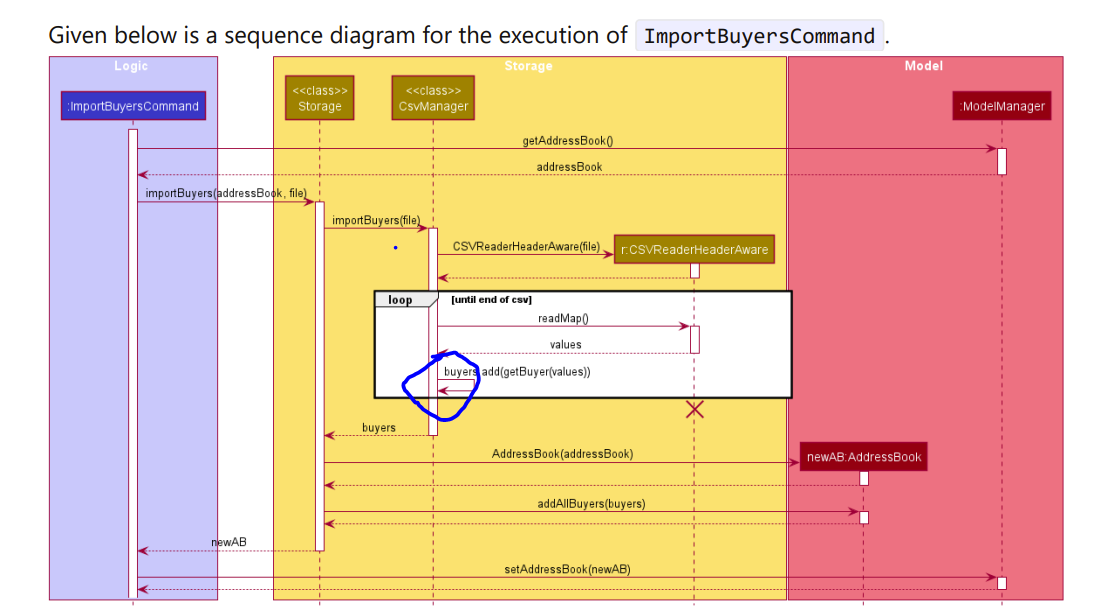 Given below is a sequence diagram for the execution of ImportBuyersCommand.
Logic
Storage
Model
:ImportBuyersCommand
<<class>>
Storage
<<class>>
CsvManager
:ModelManager
getAddressBook()
addressBook
importBuyers(addressBook, file)
importBuyers(file)
CSVReaderHeaderAware(file)
r:CSVReaderHeaderAware
loop
[until end of csv]
readMap()
values
buyers.add(getBuyer(values))
buyers
AddressBook(addressBook)
newAB:AddressBook
addAllBuyers(buyers)
newAB
setAddressBook(newAB)